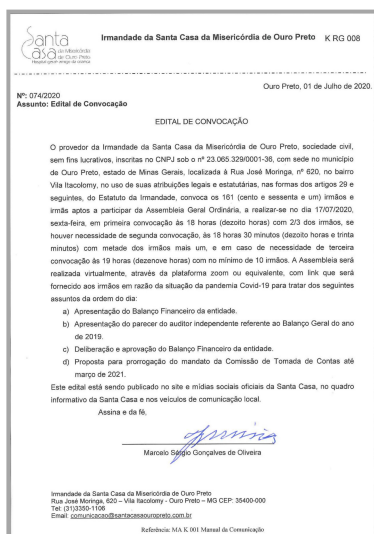 Santa
Casa de Misericórdia
de Ouro Preto
Irmandade da Santa Casa da Misericórdia de Ouro Preto K RG 008
Ouro Preto, 01 de Julho de 2020.
Nº: 074/2020
Assunto: Edital de Convocação
EDITAL DE CONVOCAÇÃO
O provedor da Irmandade da Santa Casa da Misericórdia de Ouro Preto, sociedade civil,
sem fins lucrativos, inscritas no CNPJ sob o nº 23.065.329/0001-36, com sede no município
de Ouro Preto, estado de Minas Gerais, localizada à Rua José Moringa, nº 620, no bairro
Vila Itacolomy, no uso de suas atribuições legais e estatutárias, nas formas dos artigos 29 e
seguintes, do Estatuto da Irmandade, convoca os 161 (cento e sessenta e um) irmãos e
irmãs aptos a participar da Assembleia Geral Ordinária, a realizar-se no dia 17/07/2020,
sexta-feira, em primeira convocação às 18 horas (dezoito horas) com 2/3 dos irmãos, se
houver necessidade de segunda convocação, às 18 horas 30 minutos (dezoito horas e trinta
minutos) com metade dos irmãos mais um, e em caso de necessidade de terceira
convocação às 19 horas (dezenove horas) com no mínimo de 10 irmãos. A Assembleia será
realizada virtualmente, através da plataforma zoom ou equivalente, com link que será
fornecido aos irmãos em razão da situação da pandemia Covid-19 para tratar dos seguintes
assuntos da ordem do dia:
a) Apresentação do Balanço Financeiro da entidade.
b) Apresentação do parecer do auditor independente referente ao Balanço Geral do ano
de 2019.
c) Deliberação e aprovação do Balanço Financeiro da entidade.
d) Proposta para prorrogação do mandato da Comissão de Tomada de Contas até
março de 2021.
Este edital está sendo publicado no site e mídias sociais oficiais da Santa Casa, no quadro
informativo da Santa Casa e nos veículos de comunicação local.
Assina e da fé,
Marcelo Sérgio Gonçalves de Oliveira
Irmandade da Santa Casa da Misericórdia de Ouro Preto
Rua José Moringa, 620 – Vila Itacolomy - Ouro Preto – MG CEP: 35400-000
Tel: (31)3350-1106
Email: comunicacao@santacasaouropreto.com.br
Referência: MA K 001 Manual da Comunicação